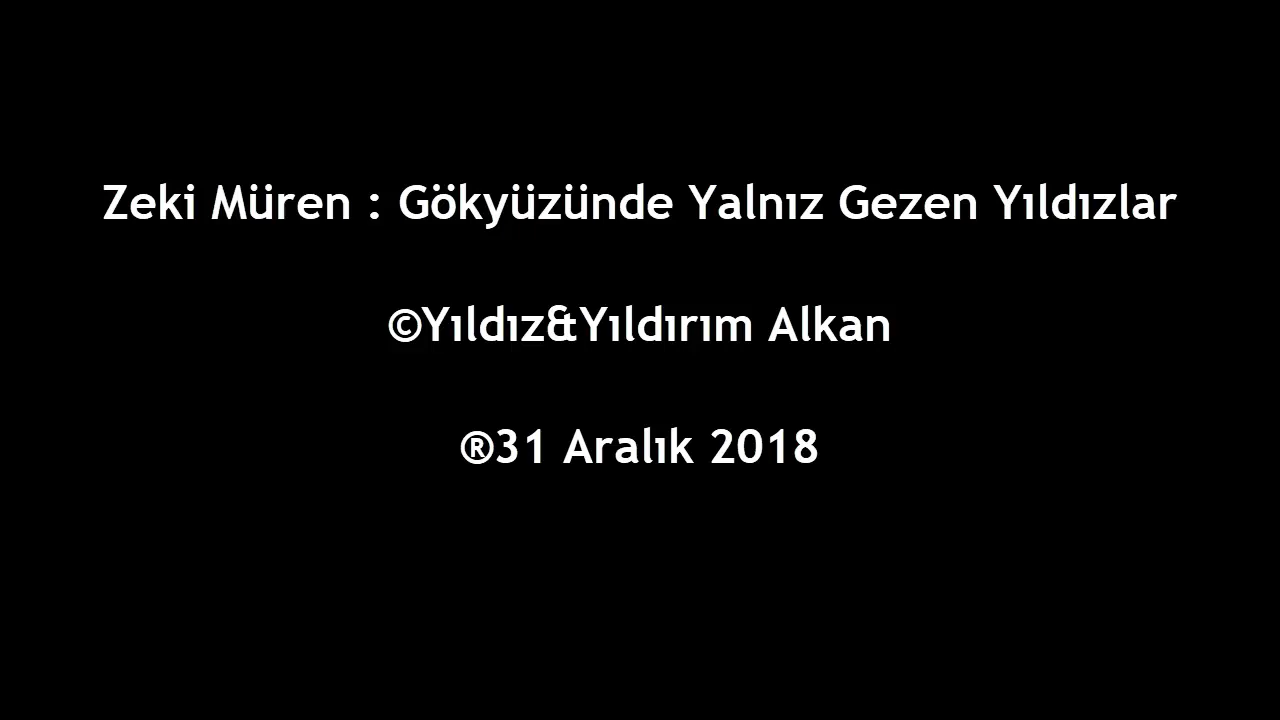 Zeki Müren : Gökyüzünde Yalnız Gezen Yıldızlar
©Yıldız&Yıldırım Alkan
®31 Aralık 2018